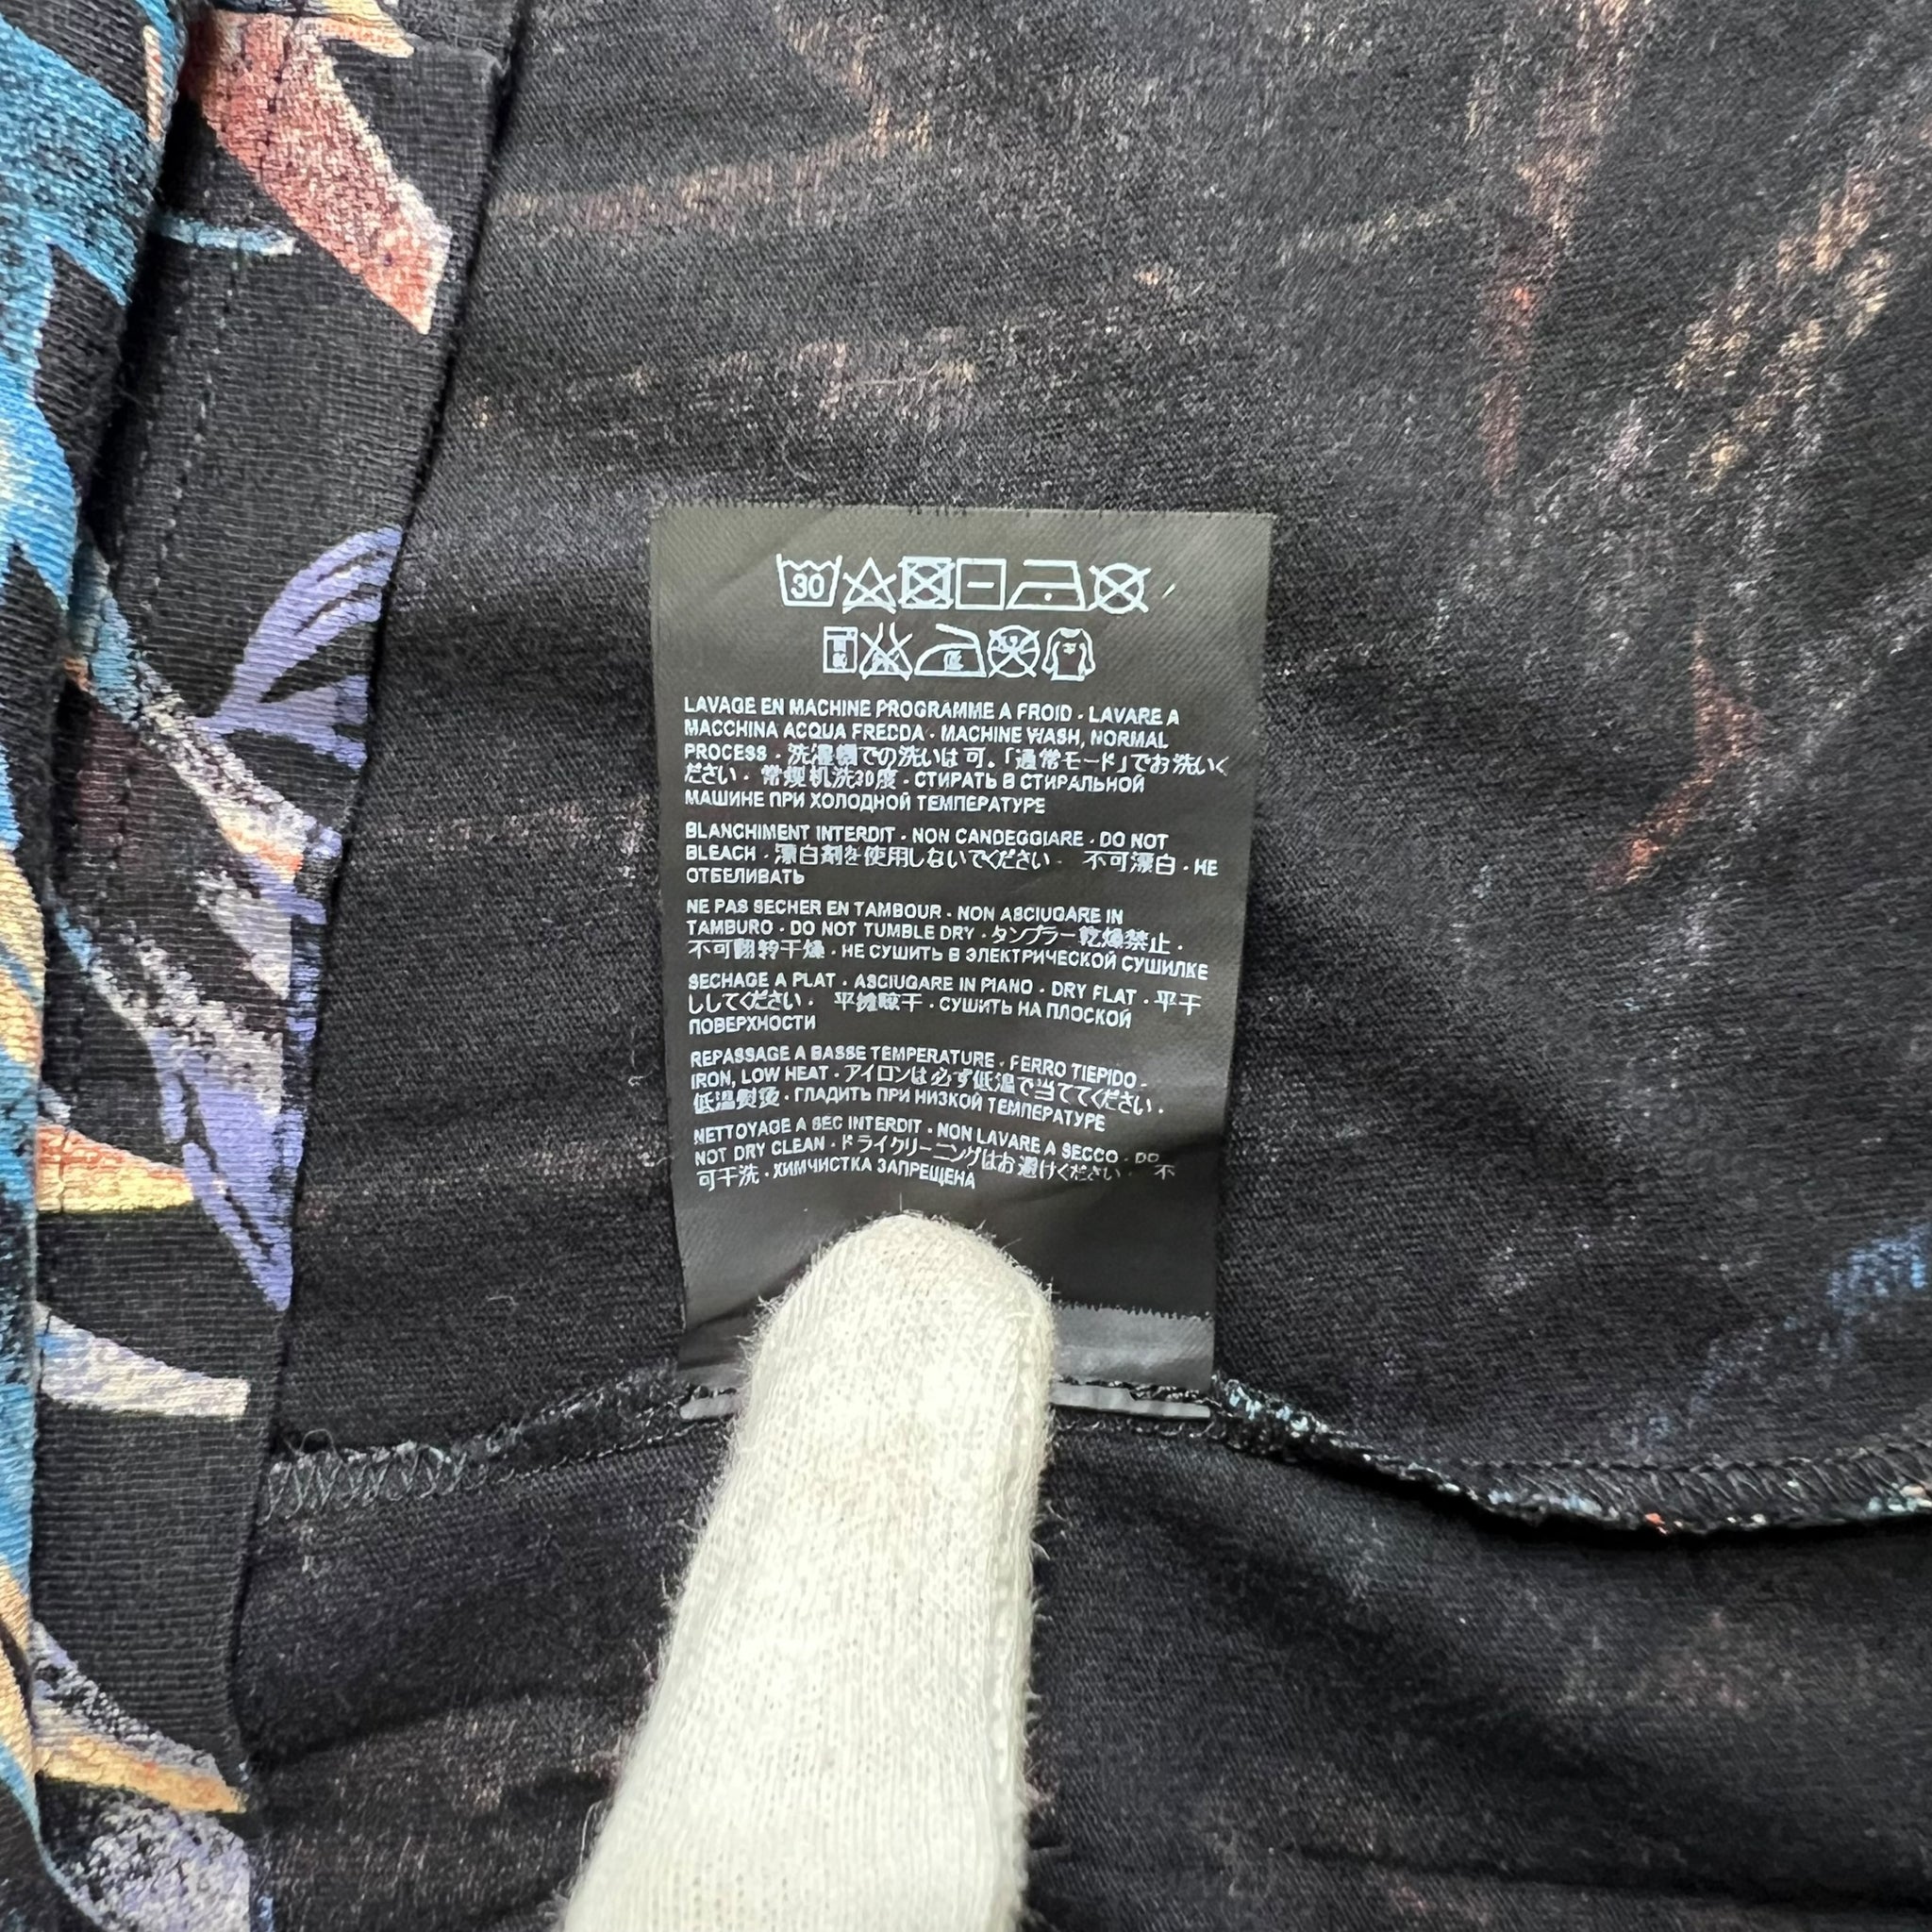 30
LAVAGE EN MACHINE PROGRAMME A FROID - LAVARE A
MACCHINA ACQUA FREDDA - MACHINE WASH, NORMAL
PROCESS - 洗濯機での洗いは可。「通常モード」でお洗いく
ださい - 常规机洗30度 - СТИРАТЬ В СТИРАЛЬНОЙ
МАШИНЕ ПРИ ХОЛОДНОЙ ТЕМПЕРАТУРЕ
BLANCHIMENT INTERDIT - NON CANDEGGIARE - DO NOT
BLEACH - 漂白剤を使用しないでください - 不可漂白 - НЕ
ОТБЕЛИВАТЬ
NE PAS SECHER EN TAMBOUR - NON ASCIUGARE IN
TAMBURO - DO NOT TUMBLE DRY - タンブラー乾燥禁止 -
不可翻转干燥 - НЕ СУШИТЬ В ЭЛЕКТРИЧЕСКОЙ СУШИЛКЕ
SECHAGE A PLAT - ASCIUGARE IN PIANO - DRY FLAT - 平干
ししてください - 平摊晾干 - СУШИТЬ НА ПЛОСКОЙ
ПОВЕРХНОСТИ
REPASSAGE A BASSE TEMPERATURE - FERRO TIEPIDO -
IRON, LOW HEAT - アイロンは必ず低温で当ててください -
低温熨烫 - ГЛАДИТЬ ПРИ НИЗКОЙ ТЕМПЕРАТУРЕ
NETTOYAGE A SEC INTERDIT - NON LAVARE A SECCO - DO
NOT DRY CLEAN - ドライクリーニングはお避けください - 不
可干洗 - ХИМЧИСТКА ЗАПРЕЩЕНА